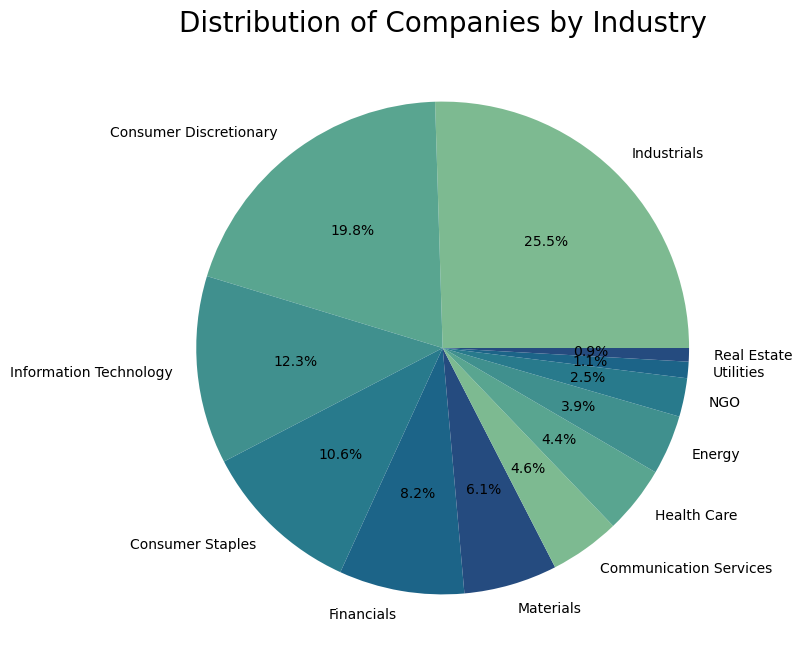 Distribution of Companies by Industry
Industrials
25.5%
Consumer Discretionary
19.8%
Information Technology
12.3%
Consumer Staples
10.6%
Financials
8.2%
Materials
6.1%
Communication Services
4.6%
Health Care
4.4%
Energy
3.9%
NGO
2.5%
Utilities
1.1%
Real Estate
0.9%